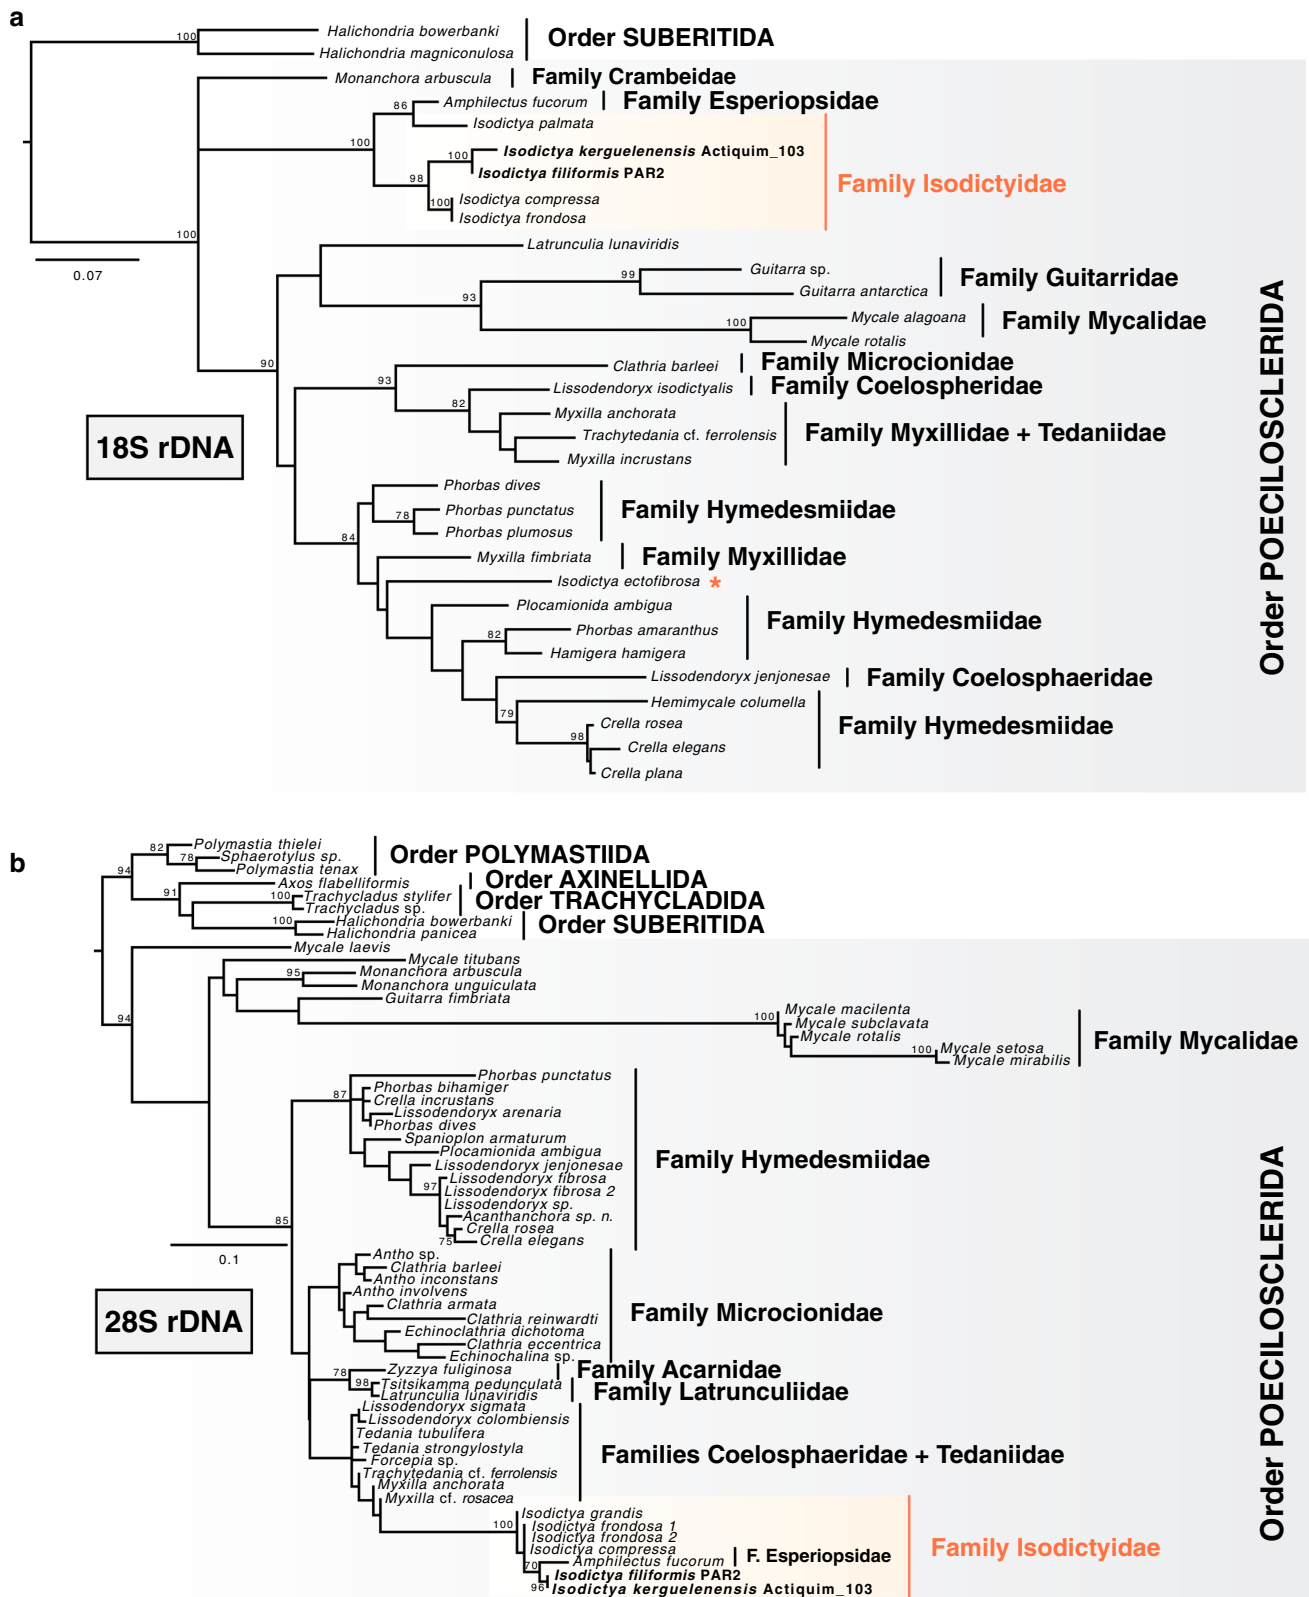 a
100
Halichondria bowerbanki
Halichondria magniconulosa
Order SUBERITIDA
Monanchora arbuscula
Family Crambeidae
86
Amphilectus fucorum
Family Esperiopsidae
Isodictya palmata
100
100
Isodictya kerguelenensis Actiquim_103
Isodictya filiformis PAR2
98
100
Isodictya compressa
Isodictya frondosa
Family Isodictyidae
100
0.07
Latrunculia lunaviridis
99
Guitarra sp.
Guitarra antarctica
Family Guitarridae
93
100
Mycale alagoana
Mycale rotalis
Family Mycalidae
90
93
Clathria barleei
Family Microcionidae
82
Lissodendoryx isodictyalis
Family Coelospheridae
Myxilla anchorata
Trachytedania cf. ferrolensis
Myxilla incrustans
Family Myxillidae + Tedaniidae
18S rDNA
Phorbas dives
78
Phorbas punctatus
Phorbas plumosus
Family Hymedesmiidae
84
Myxilla fimbriata
Family Myxillidae
Isodictya ectofibrosa *
Plocamionida ambigua
82
Phorbas amaranthus
Hamigera hamigera
Family Hymedesmiidae
Lissodendoryx jenjonesae
Family Coelosphaeridae
79
Hemimycale columella
98
Crella rosea
Crella elegans
Crella plana
Family Hymedesmiidae
Order POECILOSCLERIDA
b
94
82
Polymastia thielei
78
Sphaerotylus sp.
Polymastia tenax
Order POLYMASTIIDA
91
Axos flabelliformis
Order AXINELLIDA
100
Trachycladus stylifer
Trachycladus sp.
Order TRACHYCLADIDA
100
Halichondria bowerbanki
Halichondria panicea
Order SUBERITIDA
Mycale laevis
Mycale titubans
95
Monanchora arbuscula
Monanchora unguiculata
Guitarra fimbriata
94
100
Mycale macilenta
Mycale subclavata
Mycale rotalis
100
Mycale setosa
Mycale mirabilis
Family Mycalidae
87
Phorbas punctatus
Phorbas bihamiger
Crella incrustans
Lissodendoryx arenaria
Phorbas dives
Spanioplon armaturum
Plocamionida ambigua
Lissodendoryx jenjonesae
97
Lissodendoryx fibrosa
Lissodendoryx fibrosa 2
Lissodendoryx sp.
Acanthanchora sp. n.
Crella rosea
75
Crella elegans
Family Hymedesmiidae
85
0.1
28S rDNA
Antho sp.
Clathria barleei
Antho inconstans
Antho involvens
Clathria armata
Clathria reinwardti
Echinoclathria dichotoma
Clathria eccentrica
Echinochalina sp.
Family Microcionidae
78
Zyzzya fuliginosa
Family Acarnidae
98
Tsitsikamma pedunculata
Latrunculia lunaviridis
Family Latrunculiidae
Lissodendoryx sigmata
Lissodendoryx colombiensis
Tedania tubulifera
Tedania strongylostyla
Forcepia sp.
Trachytedania cf. ferrolensis
Myxilla anchorata
Myxilla cf. rosacea
Families Coelosphaeridae + Tedaniidae
100
Isodictya grandis
Isodictya frondosa 1
Isodictya frondosa 2
Isodictya compressa
70
Amphilectus fucorum
F. Esperiopsidae
Isodictya filiformis PAR2
96
Isodictya kerguelenensis Actiquim_103
Family Isodictyidae
Order POECILOSCLERIDA